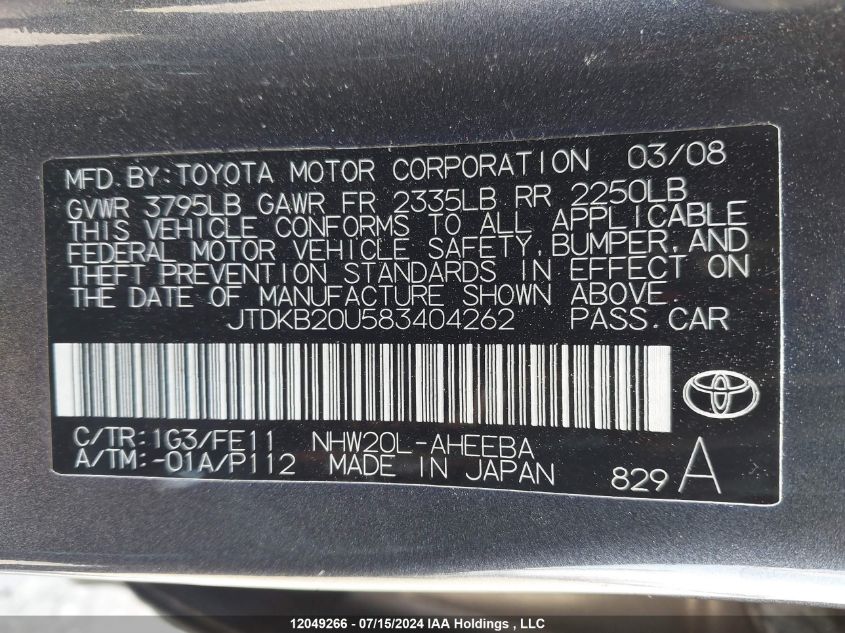 MFD. BY: TOYOTA MOTOR CORPORATION 03/08
GVWR 3795LB GAWR FR 2335LB RR 2250LB
THIS VEHICLE CONFORMS TO ALL APPLICABLE
FEDERAL MOTOR VEHICLE SAFETY, BUMPER, AND
THEFT PREVENTION STANDARDS IN EFFECT ON
THE DATE OF MANUFACTURE SHOWN ABOVE
JTDKB20U583404262 PASS. CAR
C/TR: 1G3/FE11 NHW20L-AHEEBA
A/TM: -01A/P112 MADE IN JAPAN 829 A
12049266 - 07/15/2024 IAA Holdings , LLC